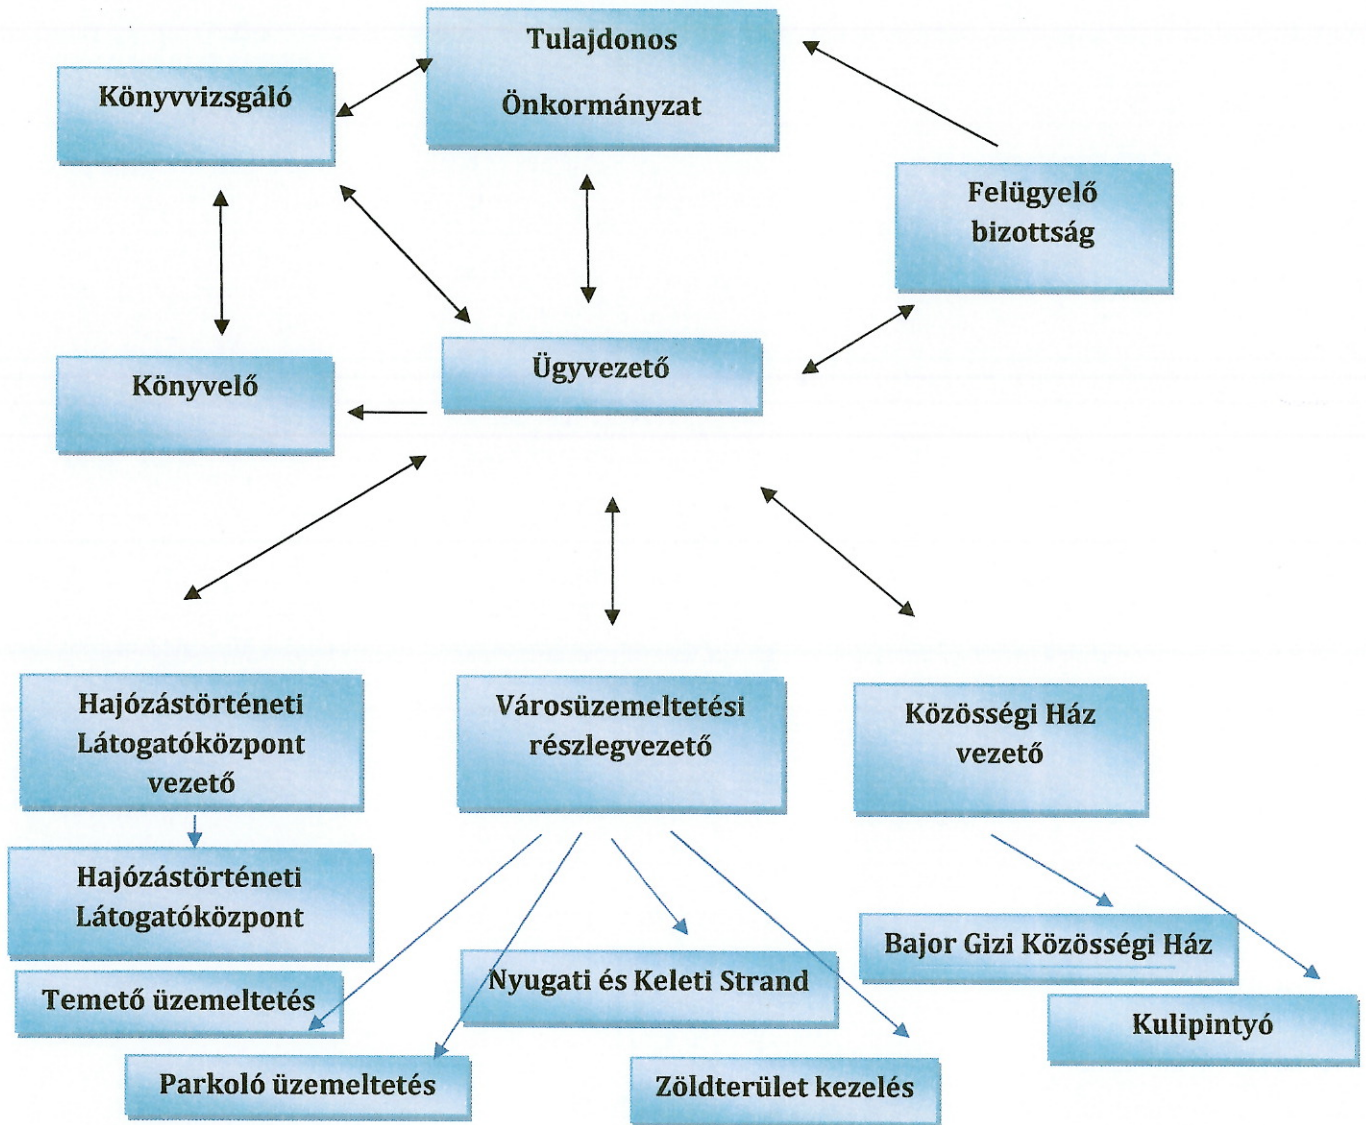 Tulajdonos
Önkormányzat
Könyvvizsgáló
Felügyelő
bizottság
Ügyvezető
Könyvelő
Hajózástörténeti
Látogatóközpont
vezető
Városüzemeltetési
részlegvezető
Közösségi Ház
vezető
Hajózástörténeti
Látogatóközpont
Bajor Gizi Közösségi Ház
Nyugati és Keleti Strand
Temető üzemeltetés
Kulipintyó
Parkoló üzemeltetés
Zöldterület kezelés